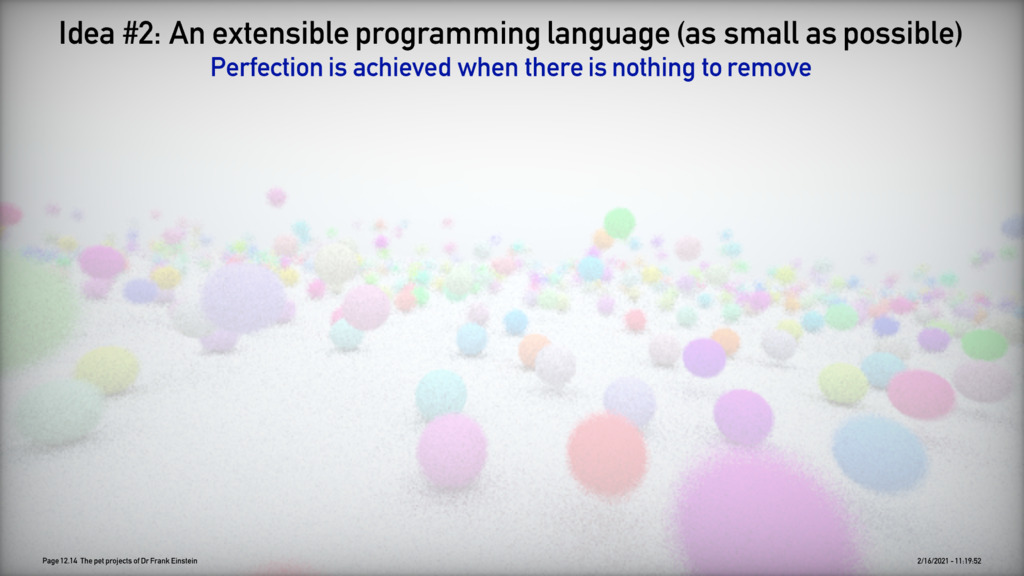 Idea #2: An extensible programming language (as small as possible)
Perfection is achieved when there is nothing to remove
Page 12.14 The pet projects of Dr Frank Einstein
2/16/2021 - 11:19:52